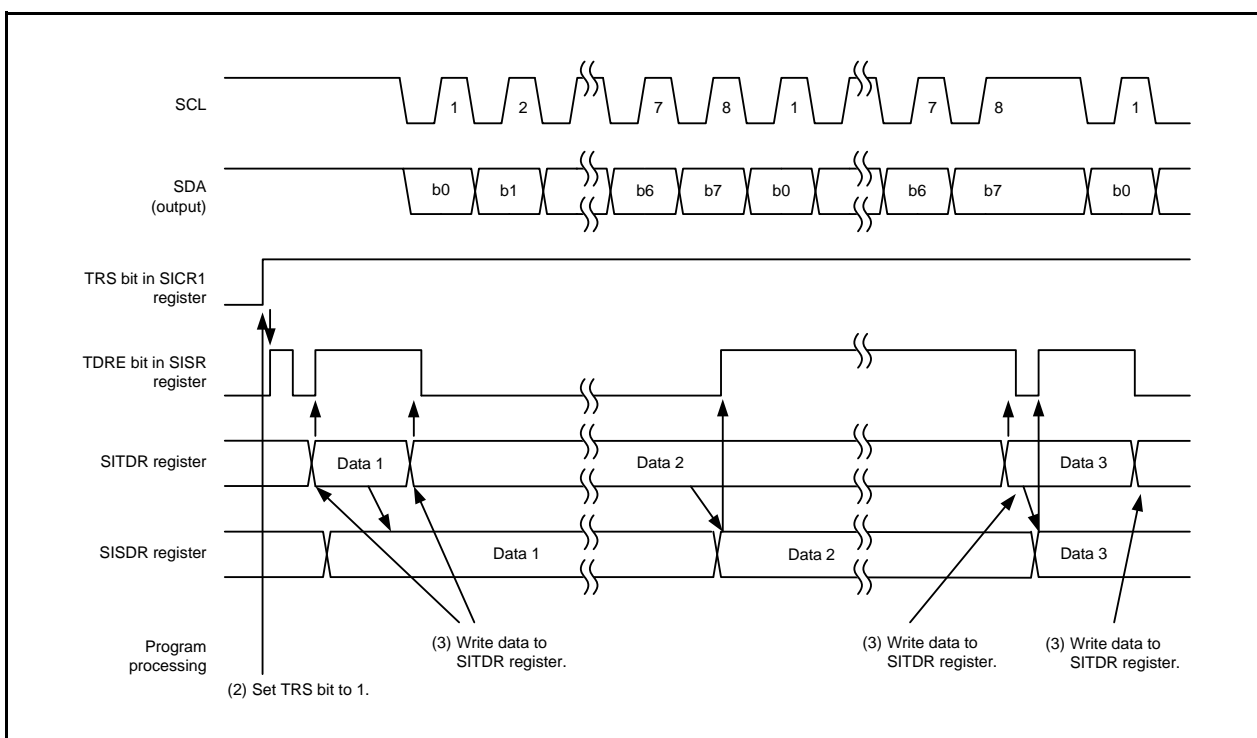 SCL
1 2 7 8 1 7 8 1
SDA
(output)
b0 b1 b6 b7 b0 b6 b7 b0
TRS bit in SICR1
register
TDRE bit in SISR
register
SITDR register
Data 1 Data 2 Data 3
SISDR register
Data 1 Data 2 Data 3
Program
processing
(3) Write data to
SITDR register.
(3) Write data to
SITDR register.
(3) Write data to
SITDR register.
(2) Set TRS bit to 1.